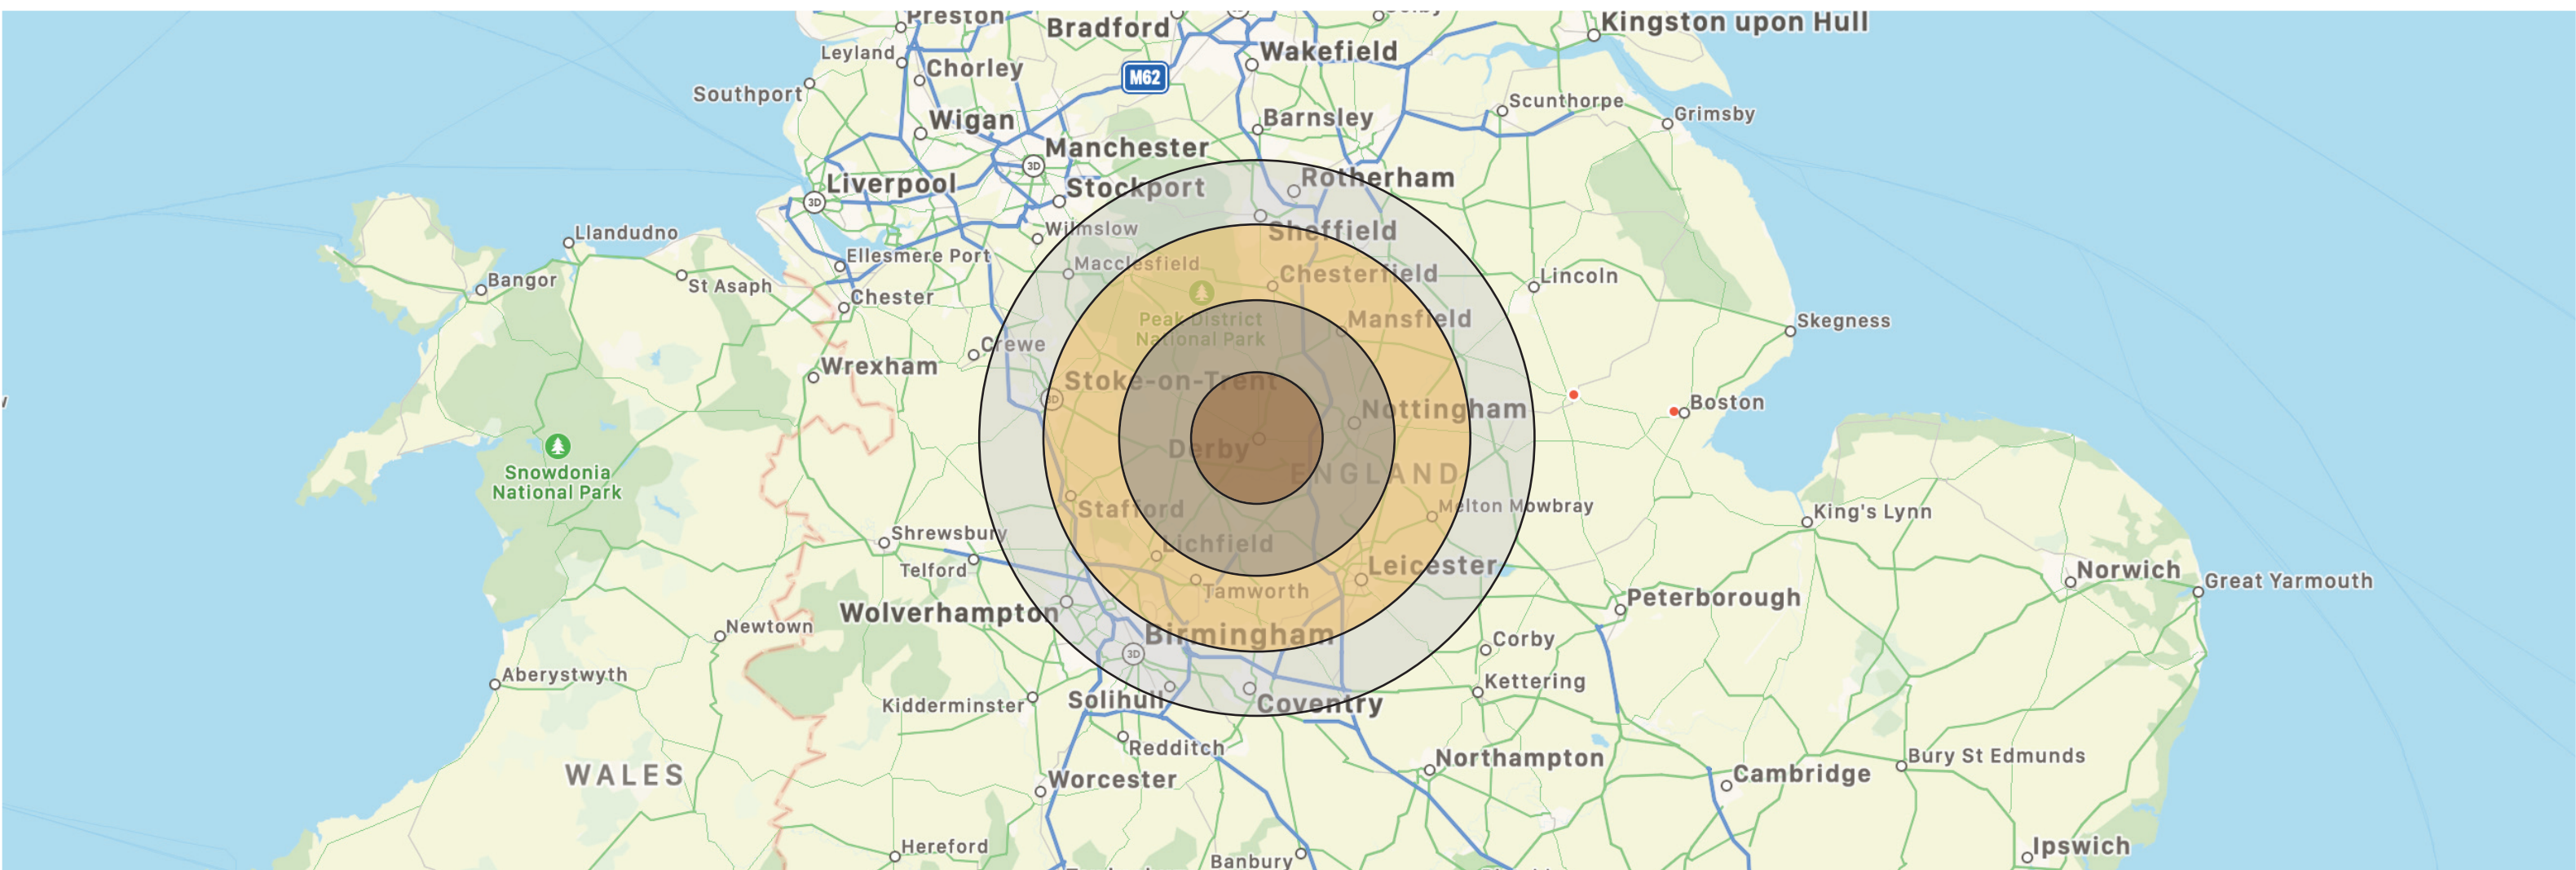 Preston
Bradford
Kingston upon Hull
Leyland
Wakefield
Chorley
M62
Southport
Scunthorpe
Grimsby
Wigan
Barnsley
Manchester
3D
Rotherham
Liverpool
3D
Stockport
Llandudno
Wilmslow
Sheffield
Ellesmere Port
Macclesfield
Chesterfield
Lincoln
Bangor
St Asaph
Chester
Peak District
National Park
Mansfield
Skegness
Crewe
Wrexham
Stoke-on-Trent
3D
Nottingham
Boston
Derby
ENGLAND
Snowdonia
National Park
Stafford
Melton Mowbray
King's Lynn
Shrewsbury
Lichfield
Telford
Leicester
Norwich
Great Yarmouth
Tamworth
Wolverhampton
Peterborough
Newtown
Birmingham
3D
Corby
Aberystwyth
Kettering
Kidderminster
Solihull
Coventry
Redditch
Northampton
Bury St Edmunds
WALES
Worcester
Cambridge
Hereford
Banbury
Ipswich